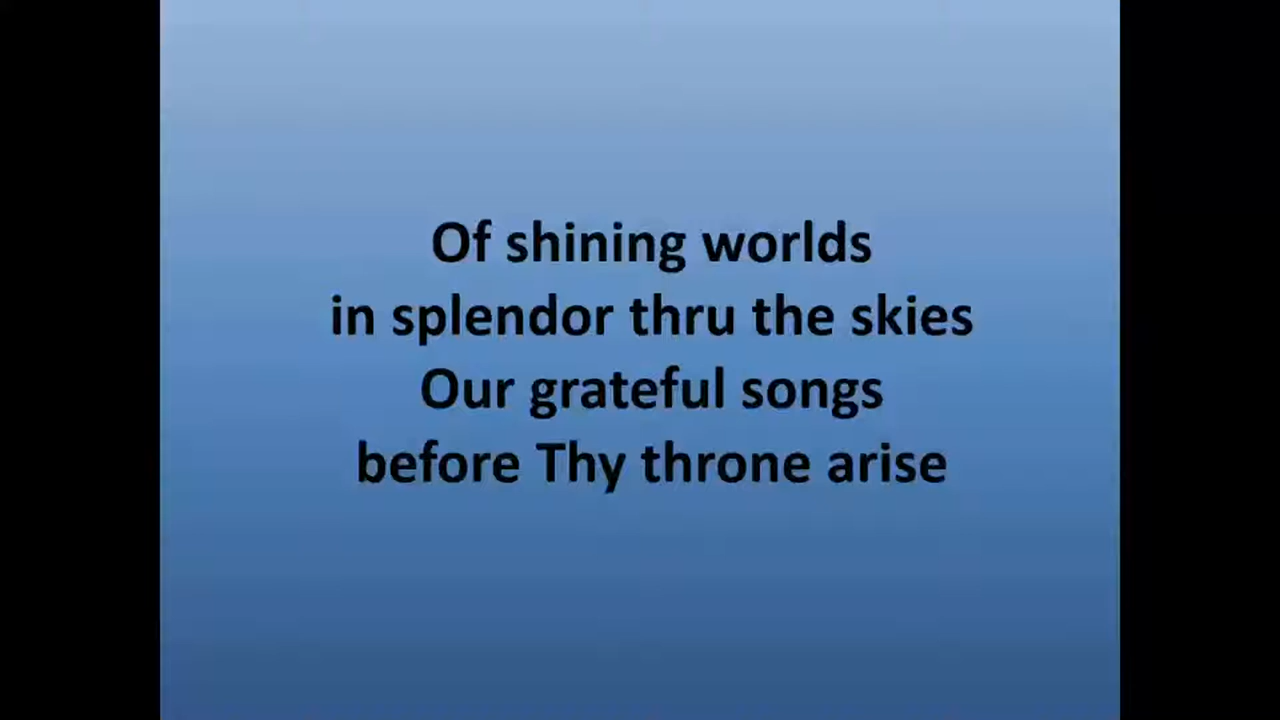 Of shining worlds
in splendor thru the skies
Our grateful songs
before Thy throne arise